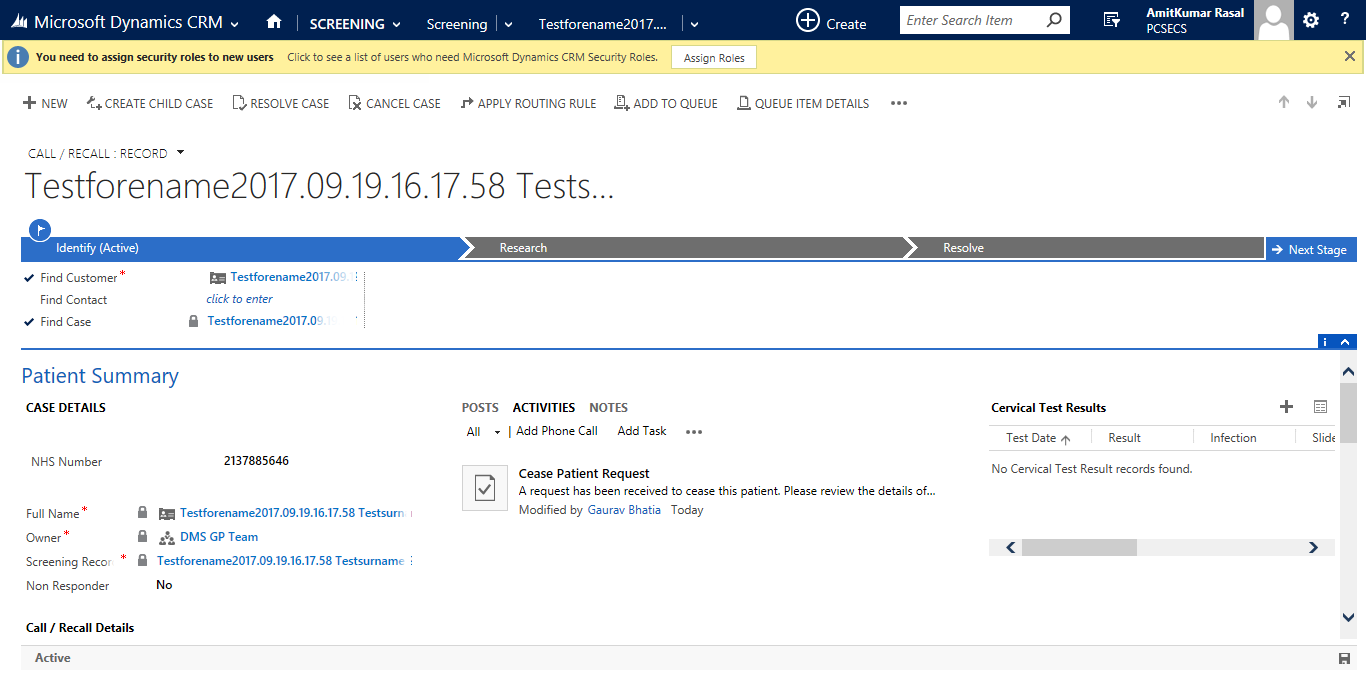 Microsoft Dynamics CRM SCREENING Screening Testforename2017.... Create Enter Search Item AmitKumar Rasal ?
PCSECS
You need to assign security roles to new users Click to see a list of users who need Microsoft Dynamics CRM Security Roles. Assign Roles
NEW CREATE CHILD CASE RESOLVE CASE CANCEL CASE APPLY ROUTING RULE ADD TO QUEUE QUEUE ITEM DETAILS
CALL / RECALL : RECORD
Testforename2017.09.19.16.17.58 Tests...
Identify (Active) Research Resolve Next Stage
Find Customer* Testforename2017.09.1
Find Contact click to enter
Find Case Testforename2017.09.19
Patient Summary
CASE DETAILS
NHS Number 2137885646
Full Name* Testforename2017.09.19.16.17.58 Testsurn
Owner* DMS GP Team
Screening Recor * Testforename2017.09.19.16.17.58 Testsurname
Non Responder No
Call / Recall Details
POSTS ACTIVITIES NOTES
All | Add Phone Call Add Task
Cease Patient Request
A request has been received to cease this patient. Please review the details of...
Modified by Gaurav Bhatia Today
Cervical Test Results
Test Date Result Infection Slide
No Cervical Test Result records found.
Active